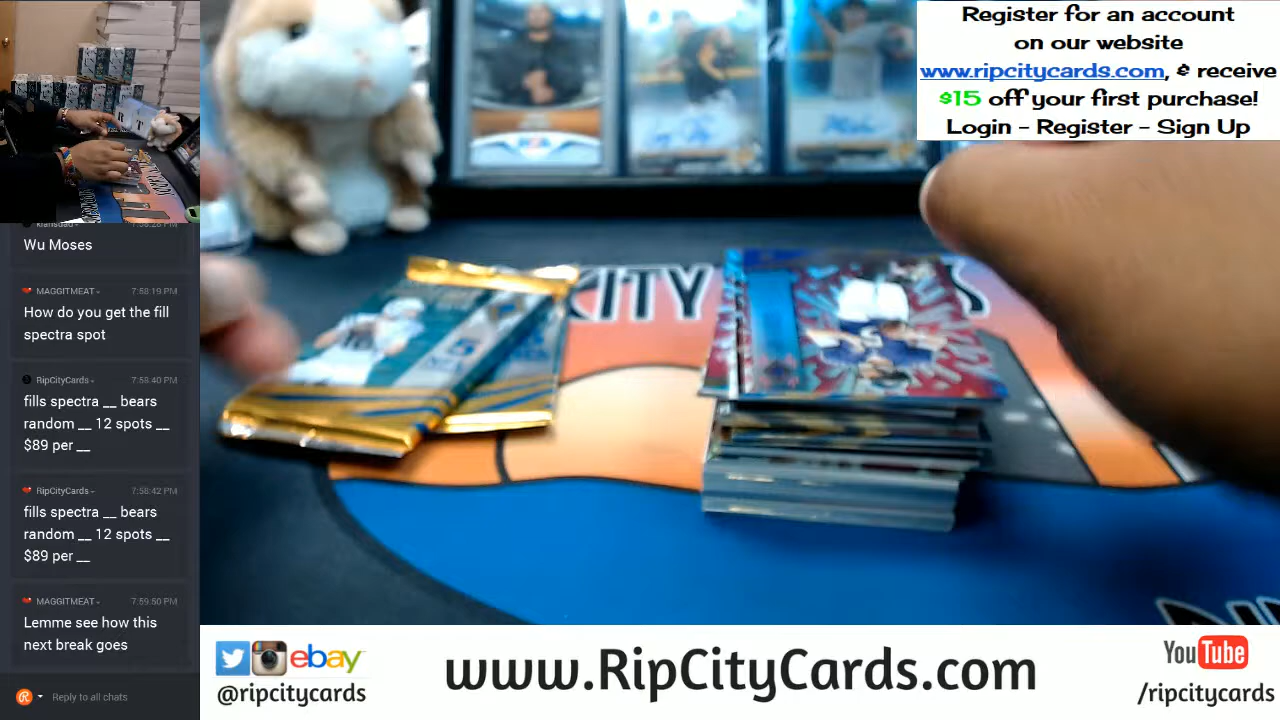 Register for an account
on our website
www.ripcitycards.com, & receive
$15 off your first purchase!
Login - Register - Sign Up
Wu Moses
MAGGITMEAT 7:58:19 PM
How do you get the fill
spectra spot
RipCityCards 7:58:40 PM
fills spectra __ bears
random __ 12 spots __
$89 per __
RipCityCards 7:58:42 PM
fills spectra __ bears
random __ 12 spots __
$89 per __
MAGGITMEAT 7:59:50 PM
Lemme see how this
next break goes
Reply to all chats
CITY
ebay
@ripcitycards
www.RipCityCards.com
YouTube
/ripcitycards